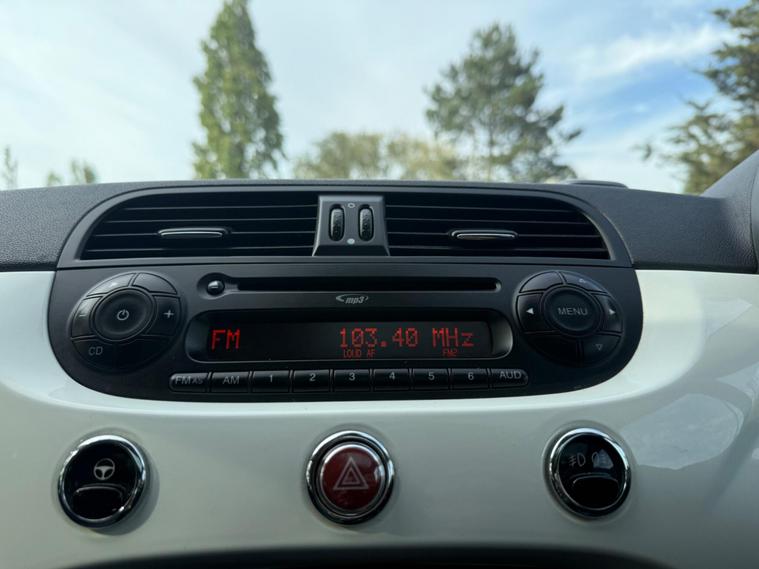 mp3
FM 103.40 MHz
LOUD AF FM2
MENU
CD
FM AS AM 1 2 3 4 5 6 AUD